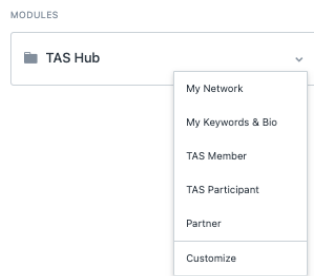 MODULES
TAS Hub
My Network
My Keywords & Bio
TAS Member
TAS Participant
Partner
Customize